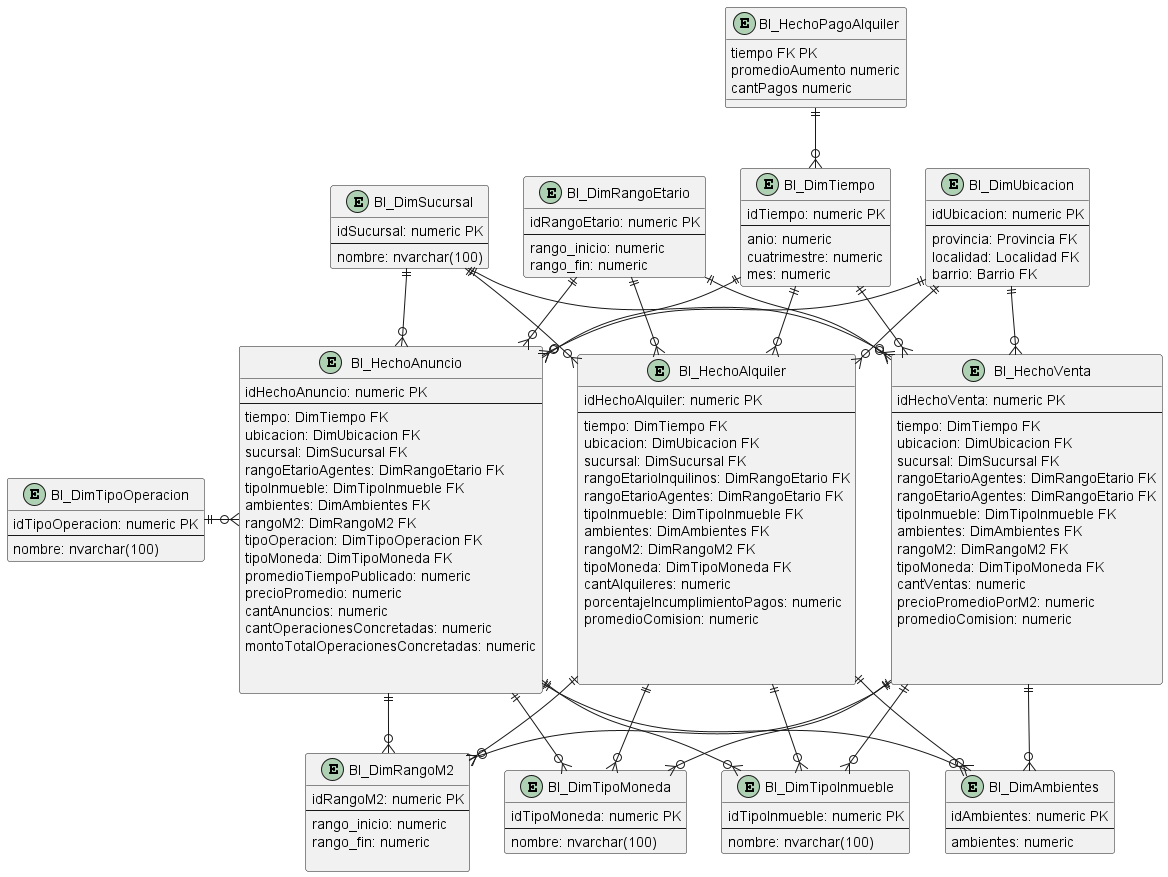 E BI_HechoPagoAlquiler
tiempo FK PK
promedioAumento numeric
cantPagos numeric
E BI_DimSucursal
idSucursal: numeric PK
nombre: nvarchar(100)
E BI_DimRangoEtario
idRangoEtario: numeric PK
rango_inicio: numeric
rango_fin: numeric
E BI_DimTiempo
idTiempo: numeric PK
anio: numeric
cuatrimestre: numeric
mes: numeric
E BI_DimUbicacion
idUbicacion: numeric PK
provincia: Provincia FK
localidad: Localidad FK
barrio: Barrio FK
E BI_DimTipoOperacion
idTipoOperacion: numeric PK
nombre: nvarchar(100)
E BI_HechoAnuncio
idHechoAnuncio: numeric PK
tiempo: DimTiempo FK
ubicacion: DimUbicacion FK
sucursal: DimSucursal FK
rangoEtarioAgentes: DimRangoEtario FK
tipoInmueble: DimTipoInmueble FK
ambientes: DimAmbientes FK
rangoM2: DimRangoM2 FK
tipoOperacion: DimTipoOperacion FK
tipoMoneda: DimTipoMoneda FK
promedioTiempoPublicado: numeric
precioPromedio: numeric
cantAnuncios: numeric
cantOperacionesConcretadas: numeric
montoTotalOperacionesConcretadas: numeric
E BI_HechoAlquiler
idHechoAlquiler: numeric PK
tiempo: DimTiempo FK
ubicacion: DimUbicacion FK
sucursal: DimSucursal FK
rangoEtarioInquilinos: DimRangoEtario FK
rangoEtarioAgentes: DimRangoEtario FK
tipoInmueble: DimTipoInmueble FK
ambientes: DimAmbientes FK
rangoM2: DimRangoM2 FK
tipoMoneda: DimTipoMoneda FK
cantAlquileres: numeric
porcentajeIncumplimientoPagos: numeric
promedioComision: numeric
E BI_HechoVenta
idHechoVenta: numeric PK
tiempo: DimTiempo FK
ubicacion: DimUbicacion FK
sucursal: DimSucursal FK
rangoEtarioAgentes: DimRangoEtario FK
rangoEtarioAgentes: DimRangoEtario FK
tipoInmueble: DimTipoInmueble FK
ambientes: DimAmbientes FK
rangoM2: DimRangoM2 FK
tipoMoneda: DimTipoMoneda FK
cantVentas: numeric
precioPromedioPorM2: numeric
promedioComision: numeric
E BI_DimRangoM2
idRangoM2: numeric PK
rango_inicio: numeric
rango_fin: numeric
E BI_DimTipoMoneda
idTipoMoneda: numeric PK
nombre: nvarchar(100)
E BI_DimTipoInmueble
idTipoInmueble: numeric PK
nombre: nvarchar(100)
E BI_DimAmbientes
idAmbientes: numeric PK
ambientes: numeric